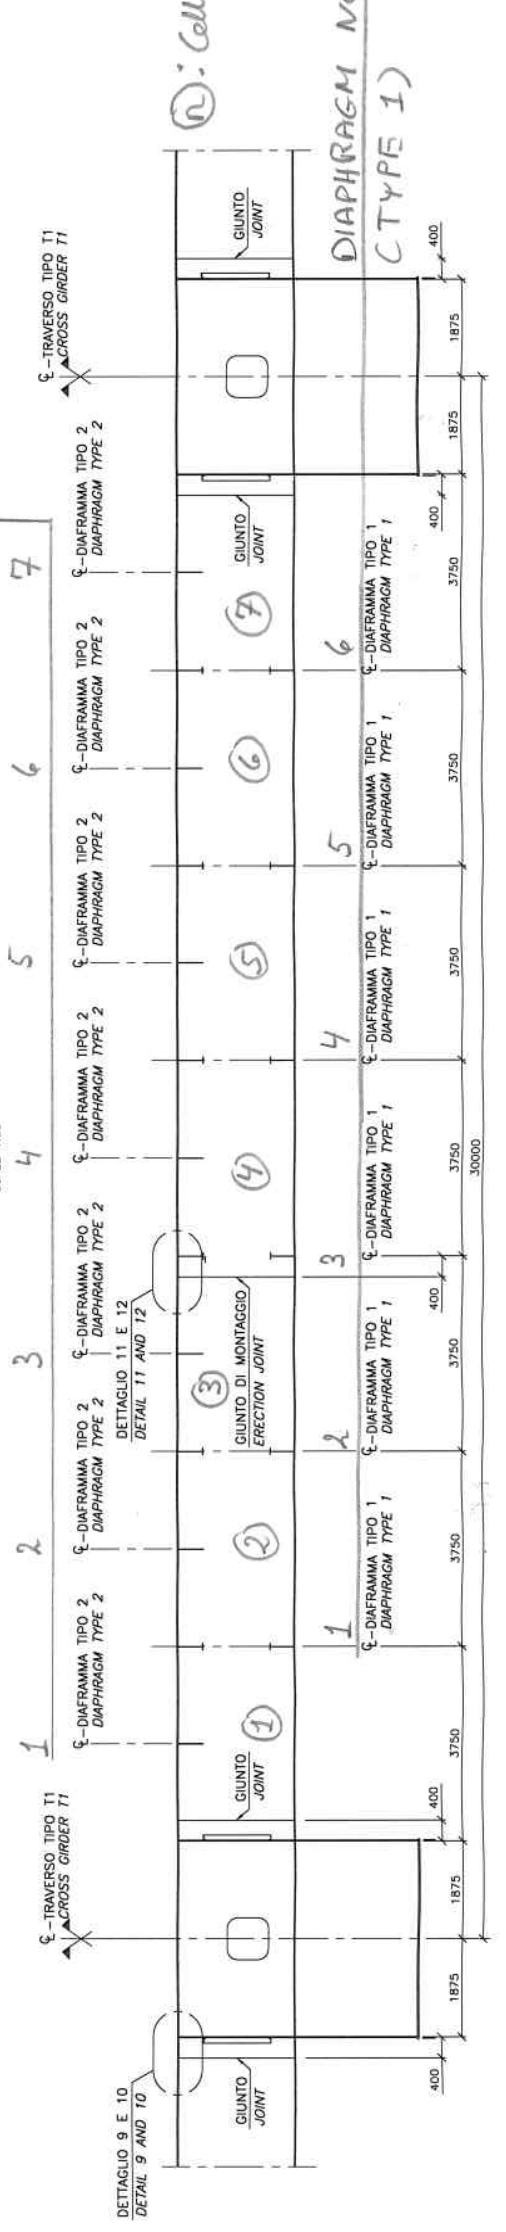 1 2 3 4 5 6 7
℄-TRAVERSO TIPO T1
CROSS GIRDER T1
℄-DIAFRAMMA TIPO 2
DIAPHRAGM TYPE 2
℄-DIAFRAMMA TIPO 2
DIAPHRAGM TYPE 2
℄-DIAFRAMMA TIPO 2
DIAPHRAGM TYPE 2
℄-DIAFRAMMA TIPO 2
DIAPHRAGM TYPE 2
℄-DIAFRAMMA TIPO 2
DIAPHRAGM TYPE 2
℄-DIAFRAMMA TIPO 2
DIAPHRAGM TYPE 2
℄-DIAFRAMMA TIPO 2
DIAPHRAGM TYPE 2
℄-TRAVERSO TIPO T1
CROSS GIRDER T1
DETTAGLIO 9 E 10
DETAIL 9 AND 10
DETTAGLIO 11 E 12
DETAIL 11 AND 12
n : Cell
GIUNTO
JOINT
GIUNTO
JOINT
1 2 3 4 5 6 7
GIUNTO DI MONTAGGIO
ERECTION JOINT
GIUNTO
JOINT
GIUNTO
JOINT
1 2 3 4 5 6
DIAPHRAGM
(TYPE 1)
℄-DIAFRAMMA TIPO 1
DIAPHRAGM TYPE 1
℄-DIAFRAMMA TIPO 1
DIAPHRAGM TYPE 1
℄-DIAFRAMMA TIPO 1
DIAPHRAGM TYPE 1
℄-DIAFRAMMA TIPO 1
DIAPHRAGM TYPE 1
℄-DIAFRAMMA TIPO 1
DIAPHRAGM TYPE 1
℄-DIAFRAMMA TIPO 1
DIAPHRAGM TYPE 1
400 400 400 400 400
1875 1875 3750 3750 3750 3750 3750 3750 3750 1875 1875
30000